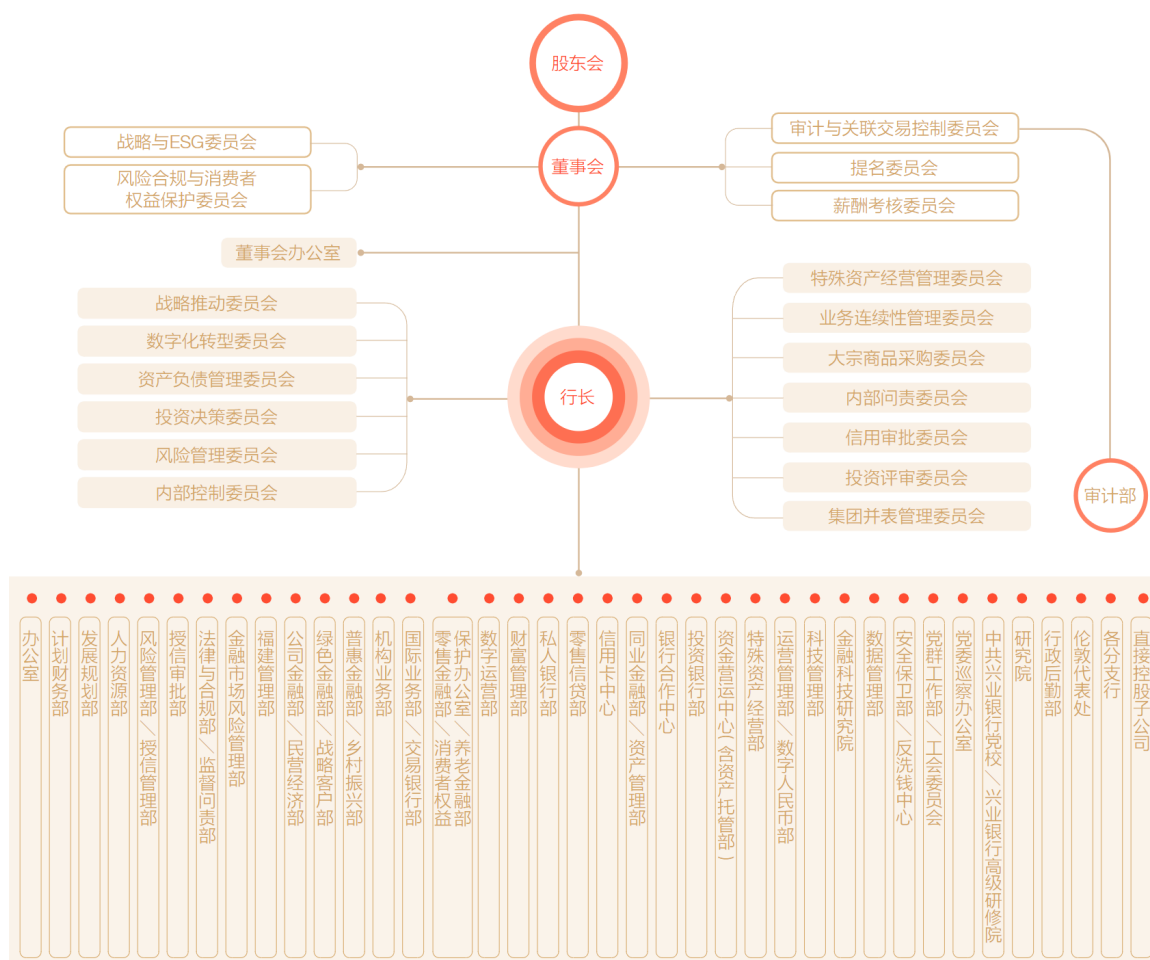 股东会
战略与ESG委员会
风险合规与消费者
权益保护委员会
董事会
审计与关联交易控制委员会
提名委员会
薪酬考核委员会
董事会办公室
战略推动委员会
数字化转型委员会
资产负债管理委员会
投资决策委员会
风险管理委员会
内部控制委员会
行长
特殊资产经营管理委员会
业务连续性管理委员会
大宗商品采购委员会
内部问责委员会
信用审批委员会
投资评审委员会
集团并表管理委员会
审计部
办公室
计划财务部
发展规划部
人力资源部
风险管理部／授信管理部
授信审批部
法律与合规部／监督问责部
金融市场风险管理部
福建管理部
公司金融部／民营经济部
绿色金融部／战略客户部
普惠金融部／乡村振兴部
机构业务部
国际业务部／交易银行部
零售金融部／消费者权益
保护办公室／养老金融部
数字运营部
财富管理部
私人银行部
零售信贷部
信用卡中心
同业金融部／资产管理部
银行合作中心
投资银行部
资金营运中心(含资产托管部)
特殊资产经营部
运营管理部／数字人民币部
科技管理部
金融科技研究院
数据管理部
安全保卫部／反洗钱中心
党群工作部／工会委员会
党委巡察办公室
中共兴业银行党校／兴业银行高级研修院
研究院
行政后勤部
伦敦代表处
各分支行
直接控股子公司